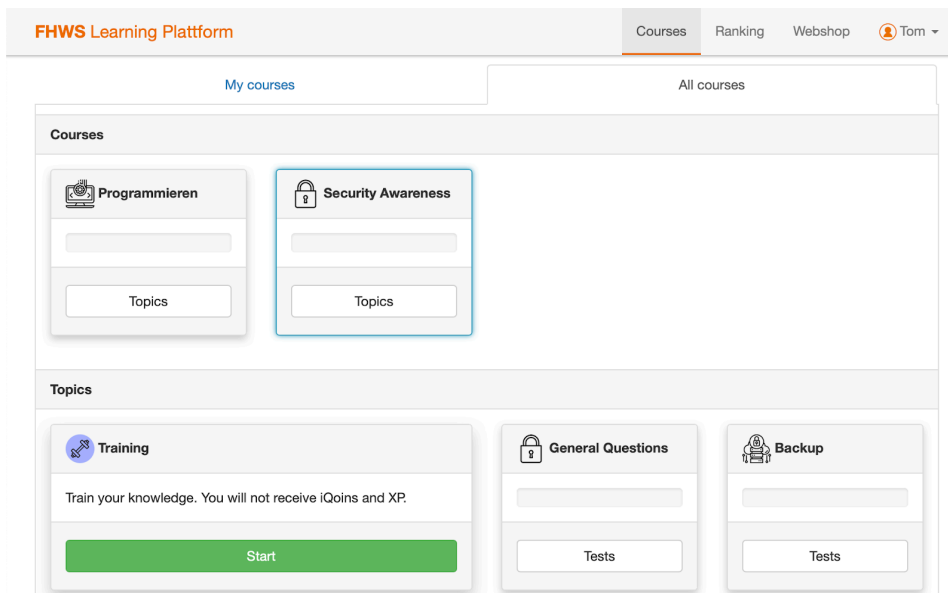 FHWS Learning Plattform
Courses Ranking Webshop Tom
My courses All courses
Courses
Programmieren Security Awareness
Topics Topics
Topics
Training General Questions Backup
Train your knowledge. You will not receive iQoins and XP.
Start Tests Tests